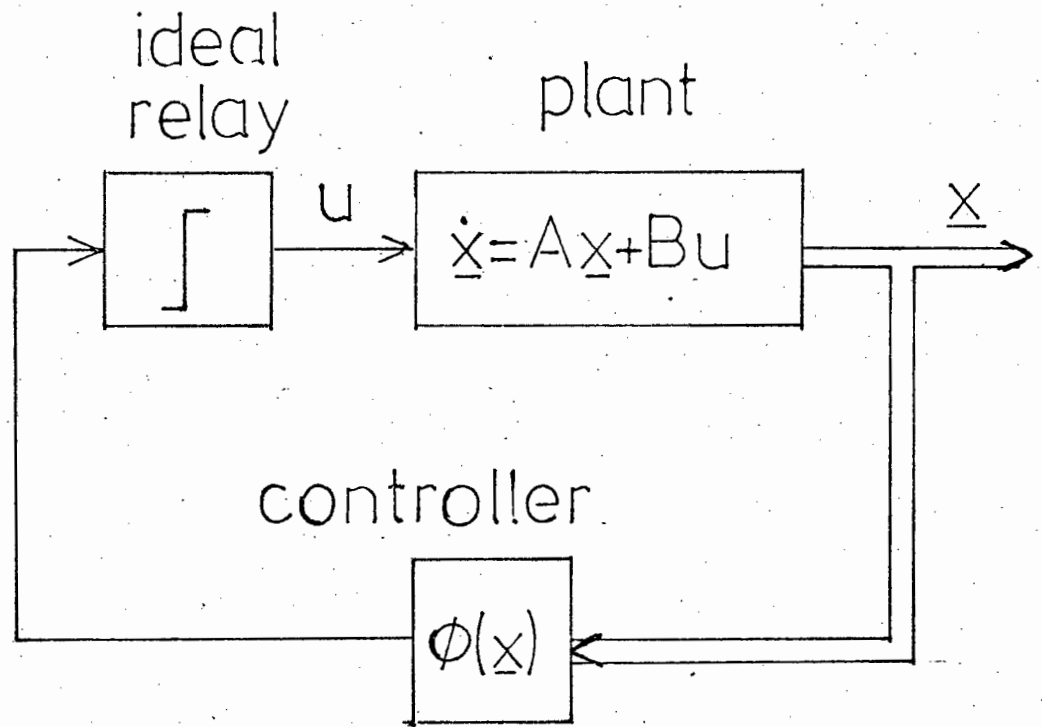 ideal
relay
plant
u
ẋ=Ax+Bu
x
controller
φ(x)